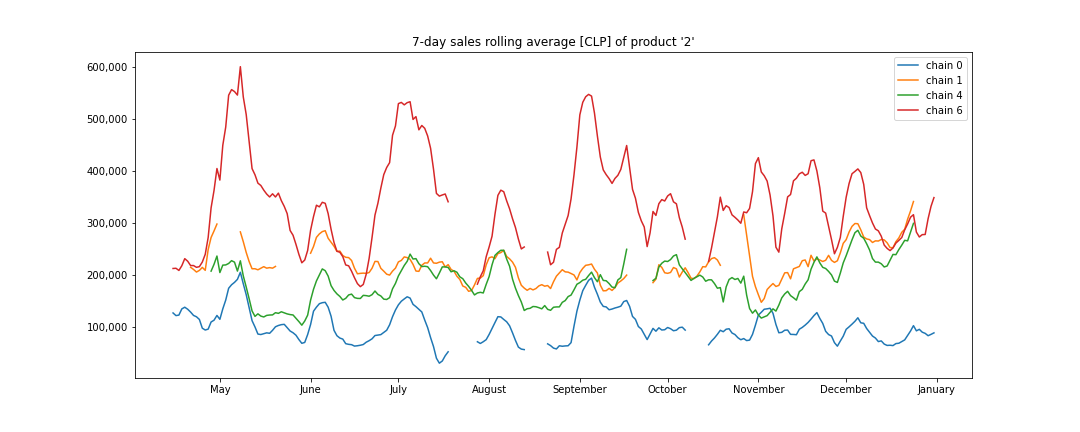 7-day sales rolling average [CLP] of product '2'
600,000
500,000
400,000
300,000
200,000
100,000
chain 0
chain 1
chain 4
chain 6
May June July August September October November December January